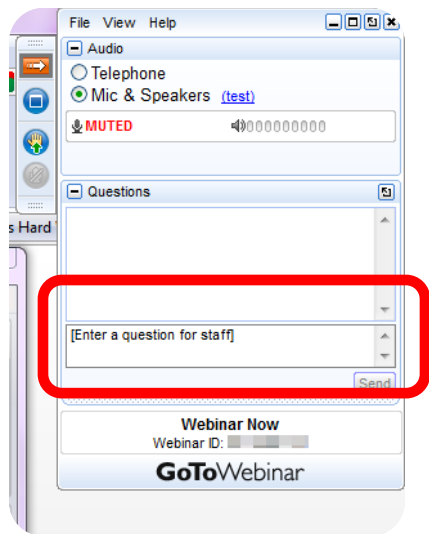 File View Help
Audio
Telephone
Mic & Speakers (test)
MUTED 000000000
Questions
s Hard
[Enter a question for staff]
Send
Webinar Now
Webinar ID:
GoToWebinar